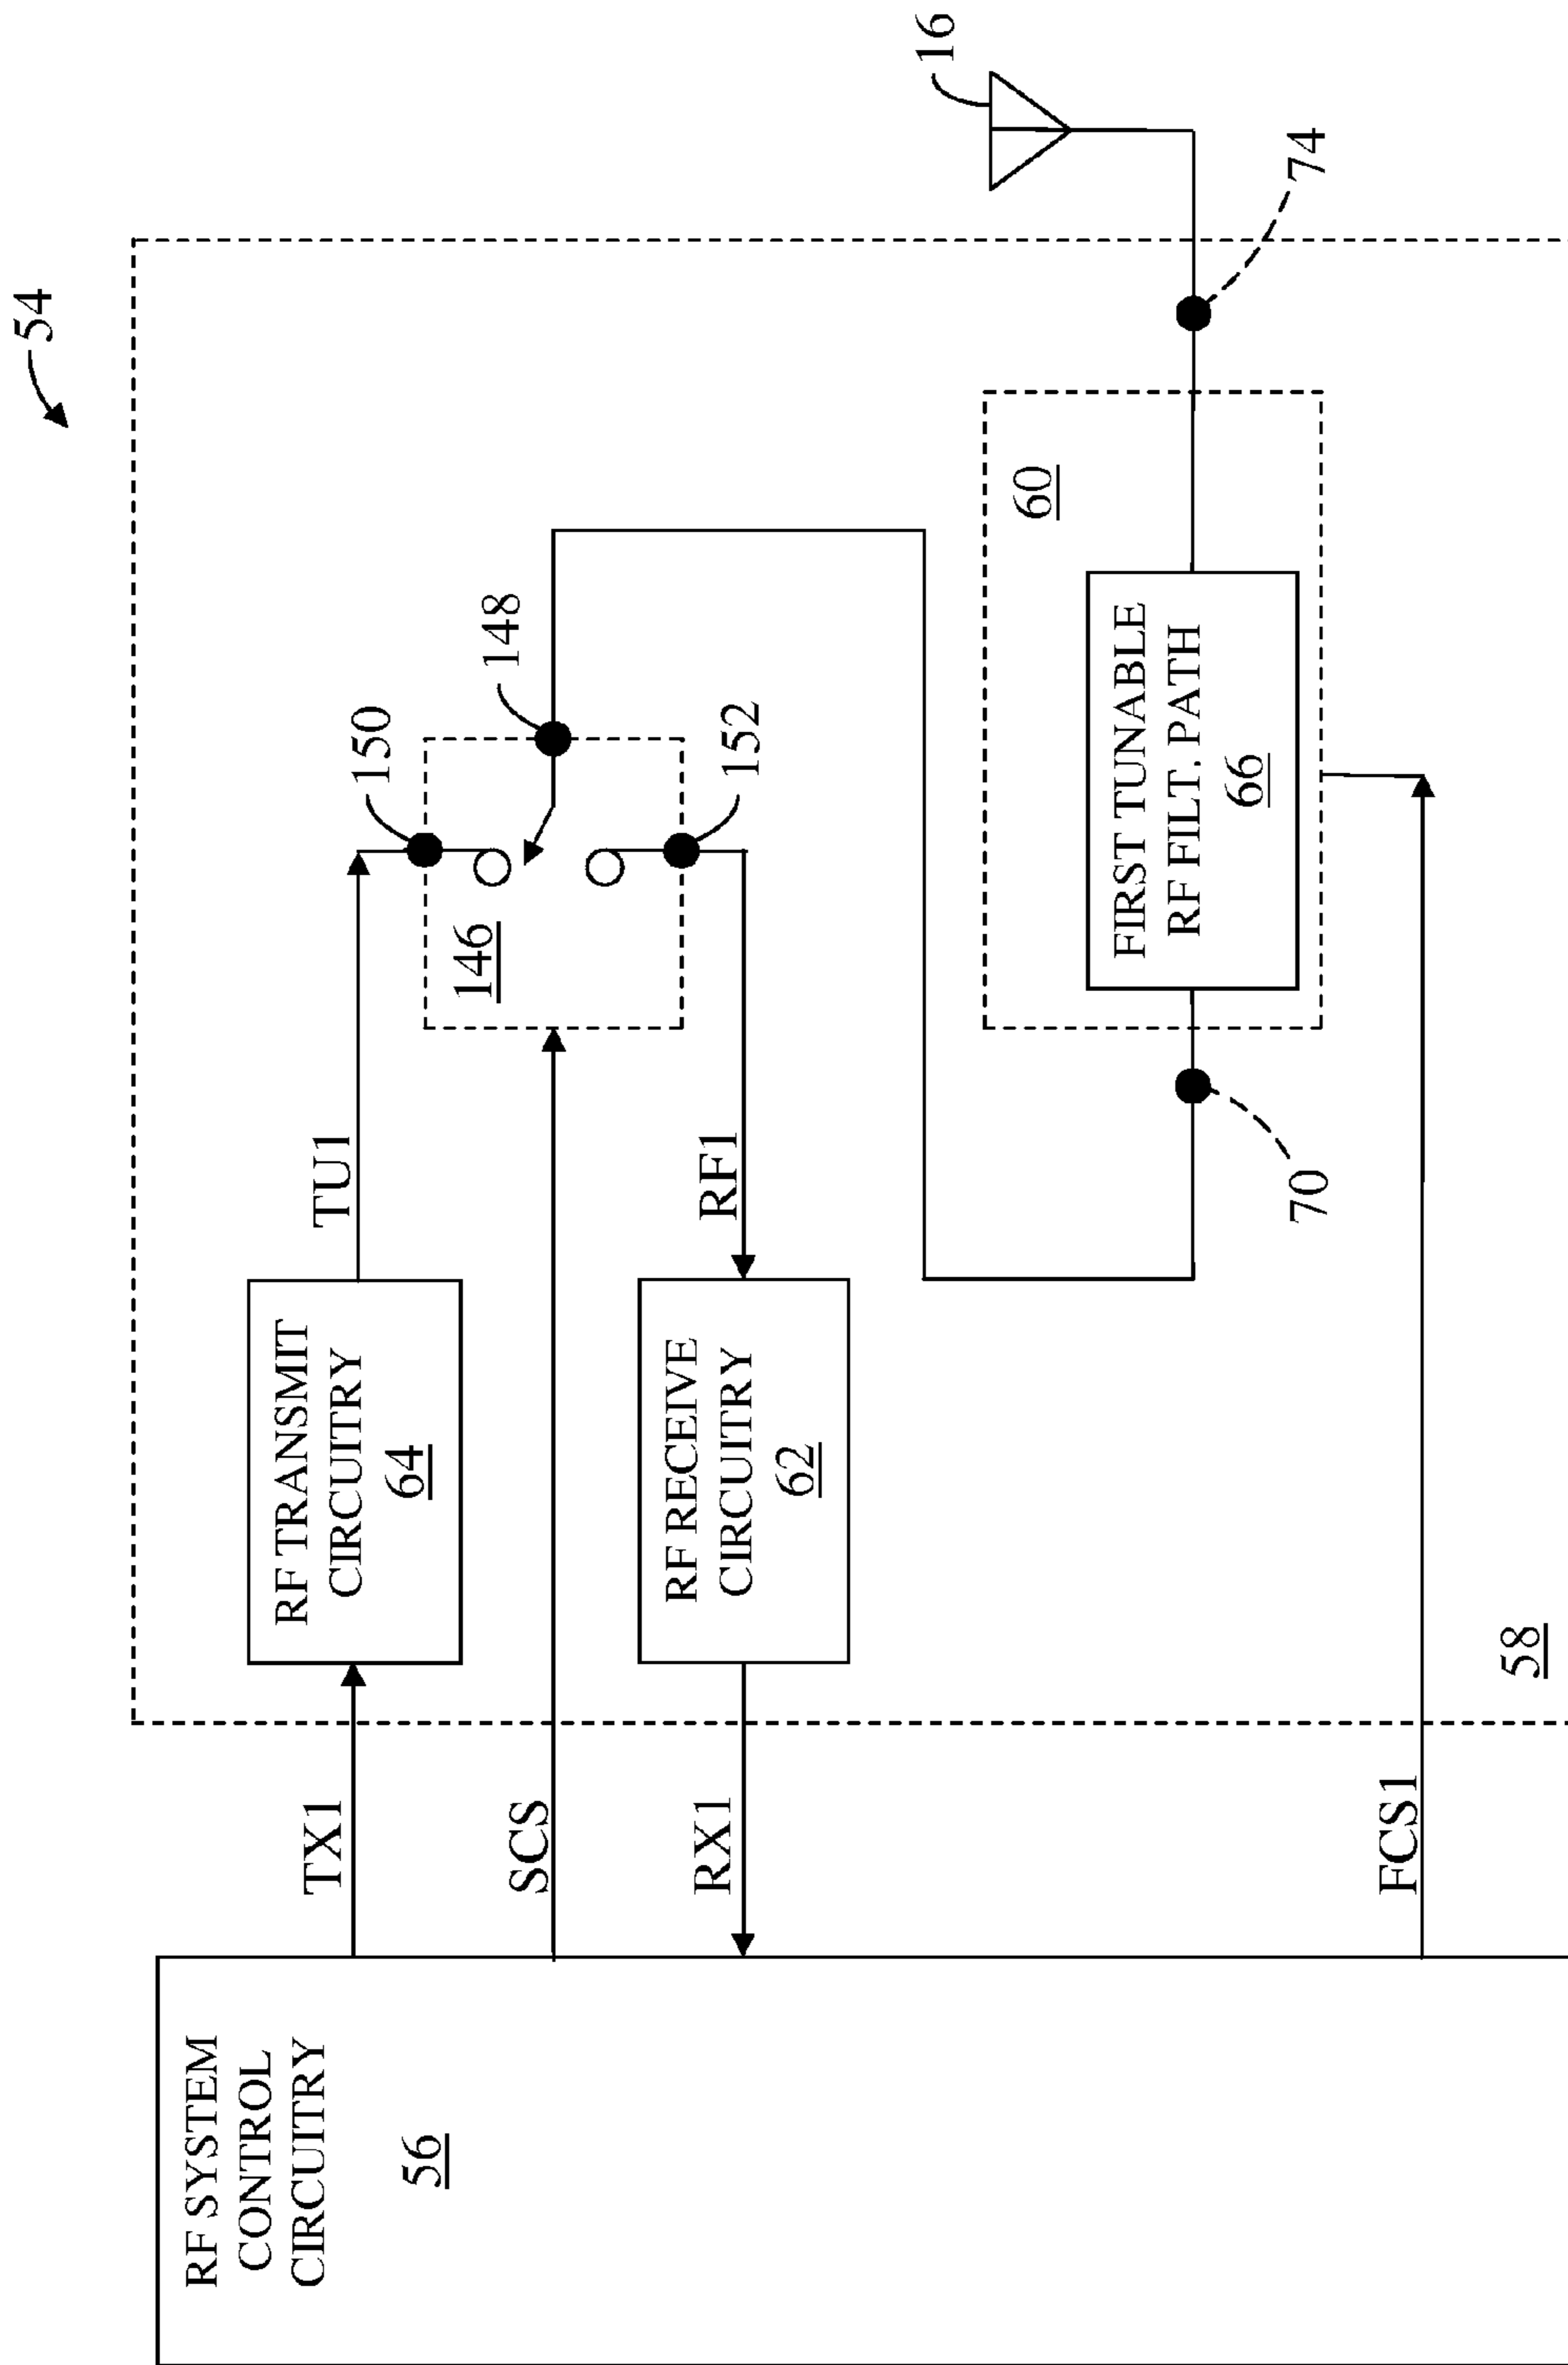 54
RF SYSTEM
CONTROL
CIRCUITRY
56
TX1
RF TRANSMIT
CIRCUITRY
64
TU1
150
SCS
146
148
RX1
RF RECEIVE
CIRCUITRY
62
RF1
152
16
60
FIRST TUNABLE
RF FILT. PATH
66
70
74
FCS1
58